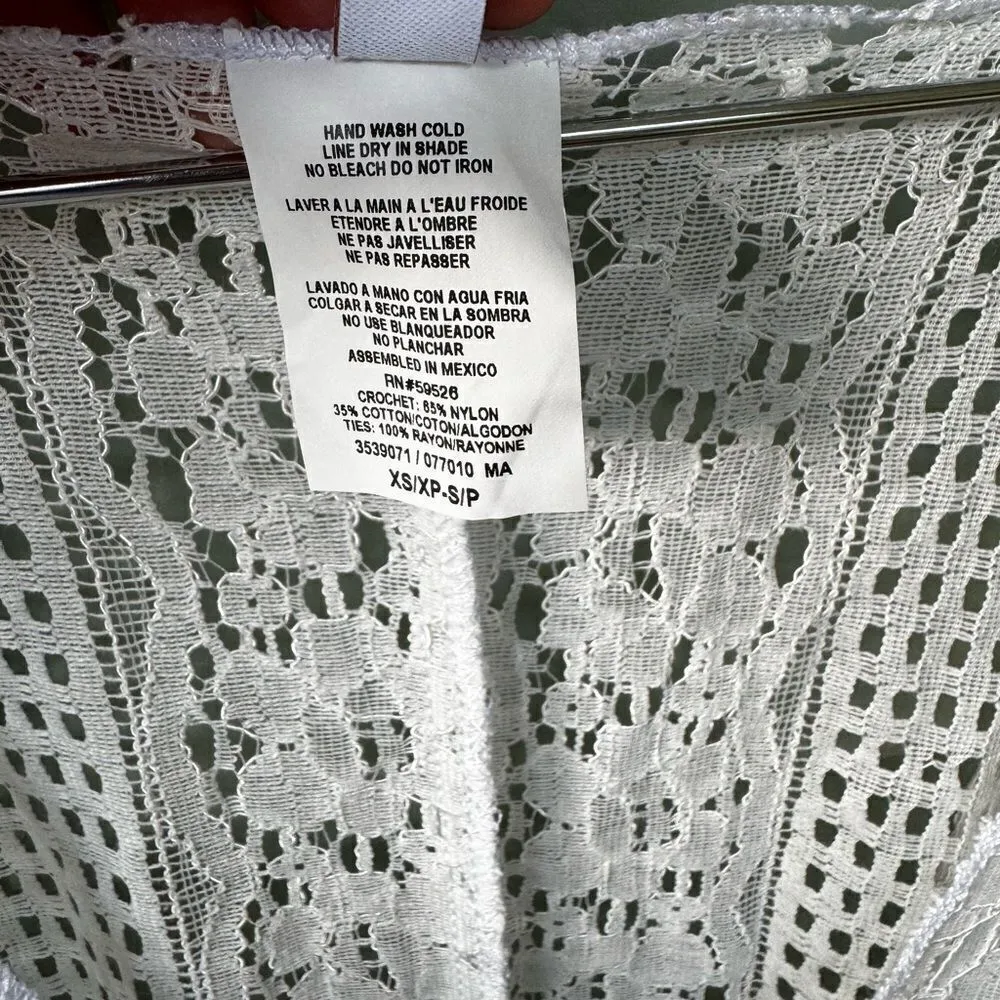 HAND WASH COLD
LINE DRY IN SHADE
NO BLEACH DO NOT IRON
LAVER A LA MAIN A L'EAU FROIDE
ETENDRE A L'OMBRE
NE PAS JAVELLISER
NE PAS REPASSER
LAVADO A MANO CON AGUA FRIA
COLGAR A SECAR EN LA SOMBRA
NO USE BLANQUEADOR
NO PLANCHAR
ASSEMBLED IN MEXICO
RN#59526
CROCHET: 65% NYLON
35% COTTON/COTON/ALGODON
TIES: 100% RAYON/RAYONNE
3539071 / 077010 MA
XS/XP-S/P